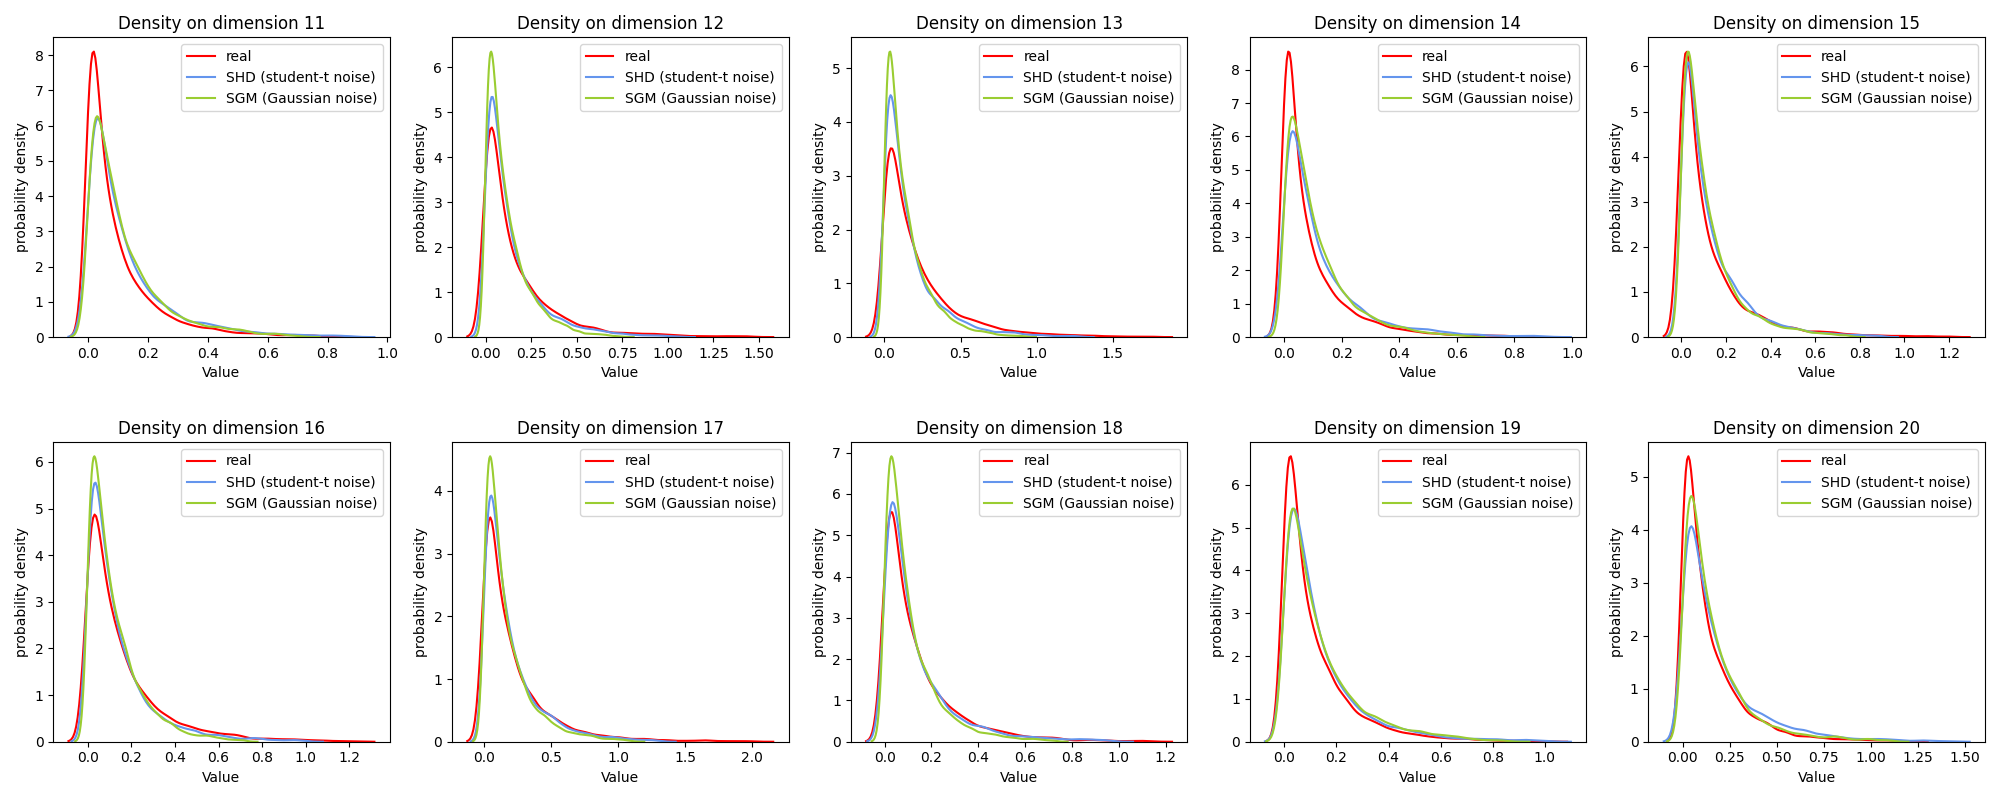 Density on dimension 11
probability density
8
7
6
5
4
3
2
1
0
real
SHD (student-t noise)
SGM (Gaussian noise)
0.0 0.2 0.4 0.6 0.8 1.0
Value
Density on dimension 12
probability density
6
5
4
3
2
1
0
real
SHD (student-t noise)
SGM (Gaussian noise)
0.00 0.25 0.50 0.75 1.00 1.25 1.50
Value
Density on dimension 13
probability density
5
4
3
2
1
0
real
SHD (student-t noise)
SGM (Gaussian noise)
0.0 0.5 1.0 1.5
Value
Density on dimension 14
probability density
8
7
6
5
4
3
2
1
0
real
SHD (student-t noise)
SGM (Gaussian noise)
0.0 0.2 0.4 0.6 0.8 1.0
Value
Density on dimension 15
probability density
6
5
4
3
2
1
0
real
SHD (student-t noise)
SGM (Gaussian noise)
0.0 0.2 0.4 0.6 0.8 1.0 1.2
Value
Density on dimension 16
probability density
6
5
4
3
2
1
0
real
SHD (student-t noise)
SGM (Gaussian noise)
0.0 0.2 0.4 0.6 0.8 1.0 1.2
Value
Density on dimension 17
probability density
4
3
2
1
0
real
SHD (student-t noise)
SGM (Gaussian noise)
0.0 0.5 1.0 1.5 2.0
Value
Density on dimension 18
probability density
7
6
5
4
3
2
1
0
real
SHD (student-t noise)
SGM (Gaussian noise)
0.0 0.2 0.4 0.6 0.8 1.0 1.2
Value
Density on dimension 19
probability density
6
5
4
3
2
1
0
real
SHD (student-t noise)
SGM (Gaussian noise)
0.0 0.2 0.4 0.6 0.8 1.0
Value
Density on dimension 20
probability density
5
4
3
2
1
0
real
SHD (student-t noise)
SGM (Gaussian noise)
0.00 0.25 0.50 0.75 1.00 1.25 1.50
Value